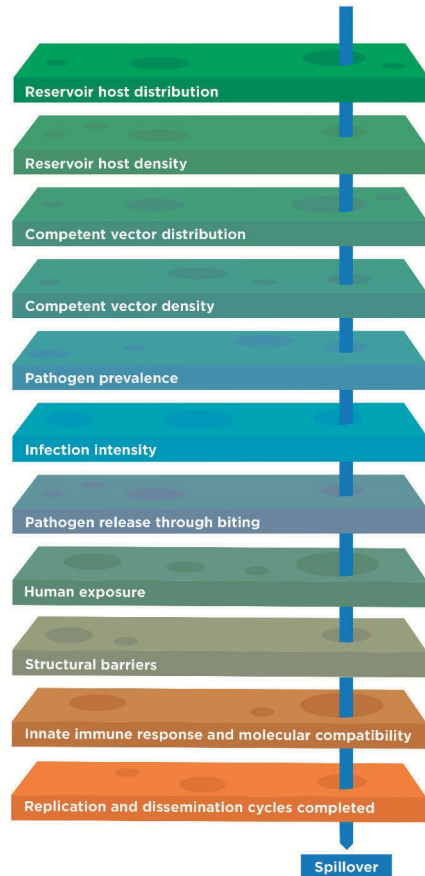 Reservoir host distribution
Reservoir host density
Competent vector distribution
Competent vector density
Pathogen prevalence
Infection intensity
Pathogen release through biting
Human exposure
Structural barriers
Innate immune response and molecular compatibility
Replication and dissemination cycles completed
Spillover